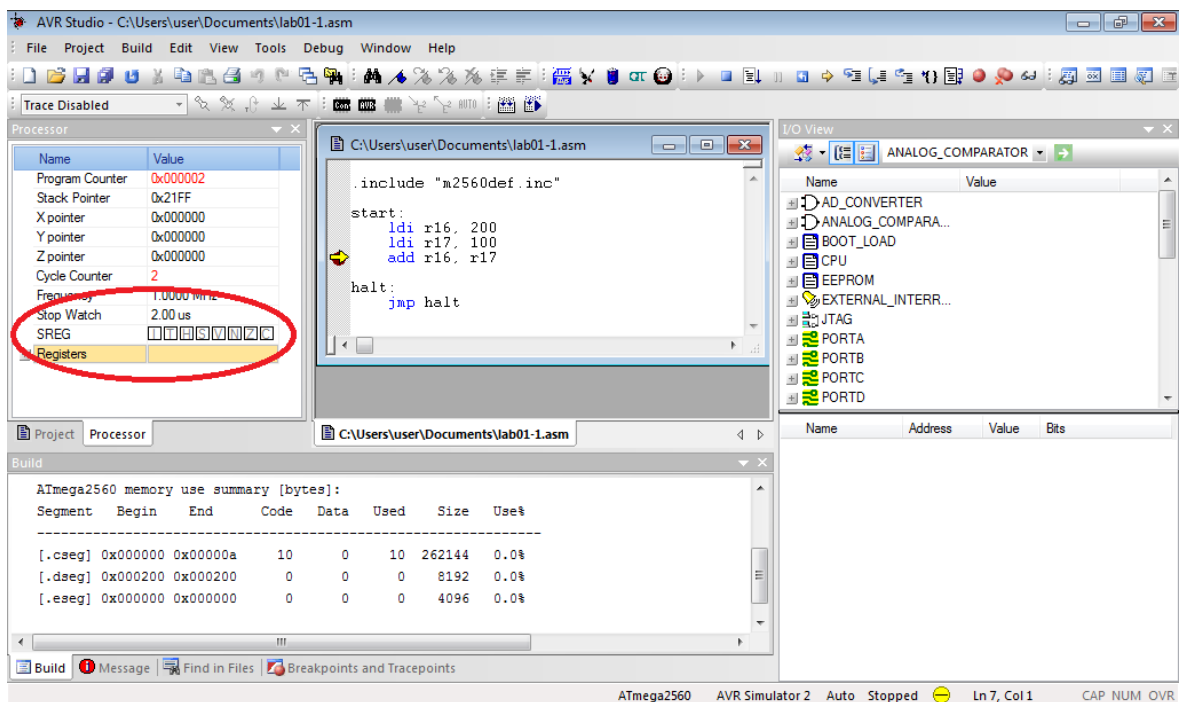 AVR Studio - C:\Users\user\Documents\lab01-1.asm
File Project Build Edit View Tools Debug Window Help
Trace Disabled
Con AVR AUTO
Processor
Name Value
Program Counter 0x000002
Stack Pointer 0x21FF
X pointer 0x000000
Y pointer 0x000000
Z pointer 0x000000
Cycle Counter 2
Frequency 1.0000 MHz
Stop Watch 2.00 us
SREG I T H S V N Z C
Registers
Project Processor
C:\Users\user\Documents\lab01-1.asm
.include "m2560def.inc"
start:
ldi r16, 200
ldi r17, 100
add r16, r17
halt:
jmp halt
C:\Users\user\Documents\lab01-1.asm
I/O View
ANALOG_COMPARATOR
Name Value
AD_CONVERTER
ANALOG_COMPARA...
BOOT_LOAD
CPU
EEPROM
EXTERNAL_INTERR...
JTAG
PORTA
PORTB
PORTC
PORTD
Name Address Value Bits
Build
ATmega2560 memory use summary [bytes]:
Segment Begin End Code Data Used Size Use%
---------------------------------------------------------------
[.cseg] 0x000000 0x00000a 10 0 10 262144 0.0%
[.dseg] 0x000200 0x000200 0 0 0 8192 0.0%
[.eseg] 0x000000 0x000000 0 0 0 4096 0.0%
Build Message Find in Files Breakpoints and Tracepoints
ATmega2560 AVR Simulator 2 Auto Stopped Ln 7, Col 1 CAP NUM OVR